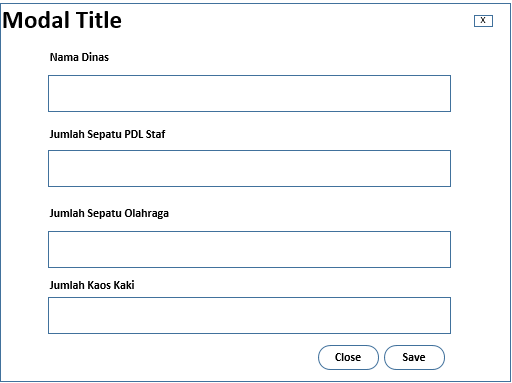 Modal Title
X
Nama Dinas
Jumlah Sepatu PDL Staf
Jumlah Sepatu Olahraga
Jumlah Kaos Kaki
Close
Save